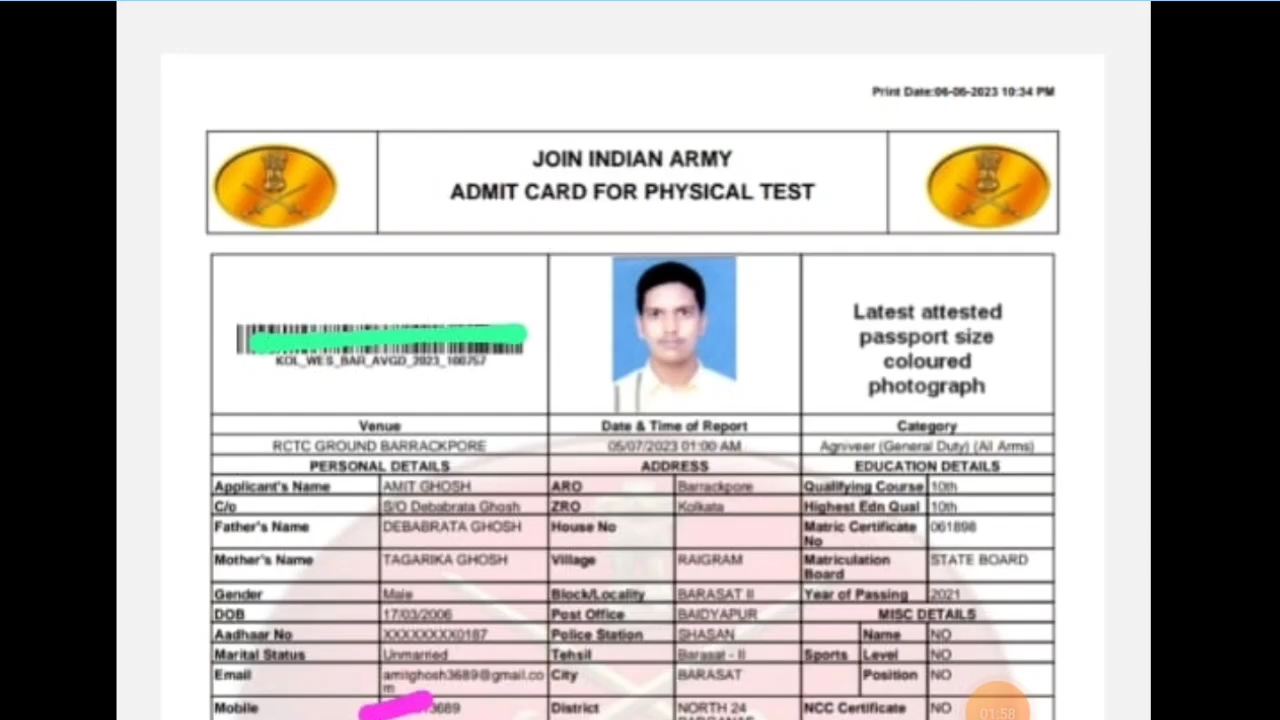 Print Date:06-06-2023 10:34 PM
JOIN INDIAN ARMY
ADMIT CARD FOR PHYSICAL TEST
KOL_WES_BAR_AVGD_2023_100757
Latest attested
passport size
coloured
photograph
Venue Date & Time of Report Category
RCTC GROUND BARRACKPORE 05/07/2023 01:00 AM Agniveer (General Duty) (All Arms)
PERSONAL DETAILS ADDRESS EDUCATION DETAILS
Applicant's Name AMIT GHOSH ARO Barrackpore Qualifying Course 10th
C/o S/O Debabrata Ghosh ZRO Kolkata Highest Edn Qual 10th
Father's Name DEBABRATA GHOSH House No Matric Certificate 061898
No
Mother's Name TAGARIKA GHOSH Village RAIGRAM Matriculation STATE BOARD
Board
Gender Male Block/Locality BARASAT II Year of Passing 2021
DOB 17/03/2006 Post Office BAIDYAPUR MISC DETAILS
Aadhaar No XXXXXXXX0187 Police Station SHASAN Name NO
Marital Status Unmarried Tehsil Barasat - II Sports Level NO
Email amitghosh3689@gmail.co City BARASAT Position NO
m
Mobile 3689 District NORTH 24 NCC Certificate NO
01:58